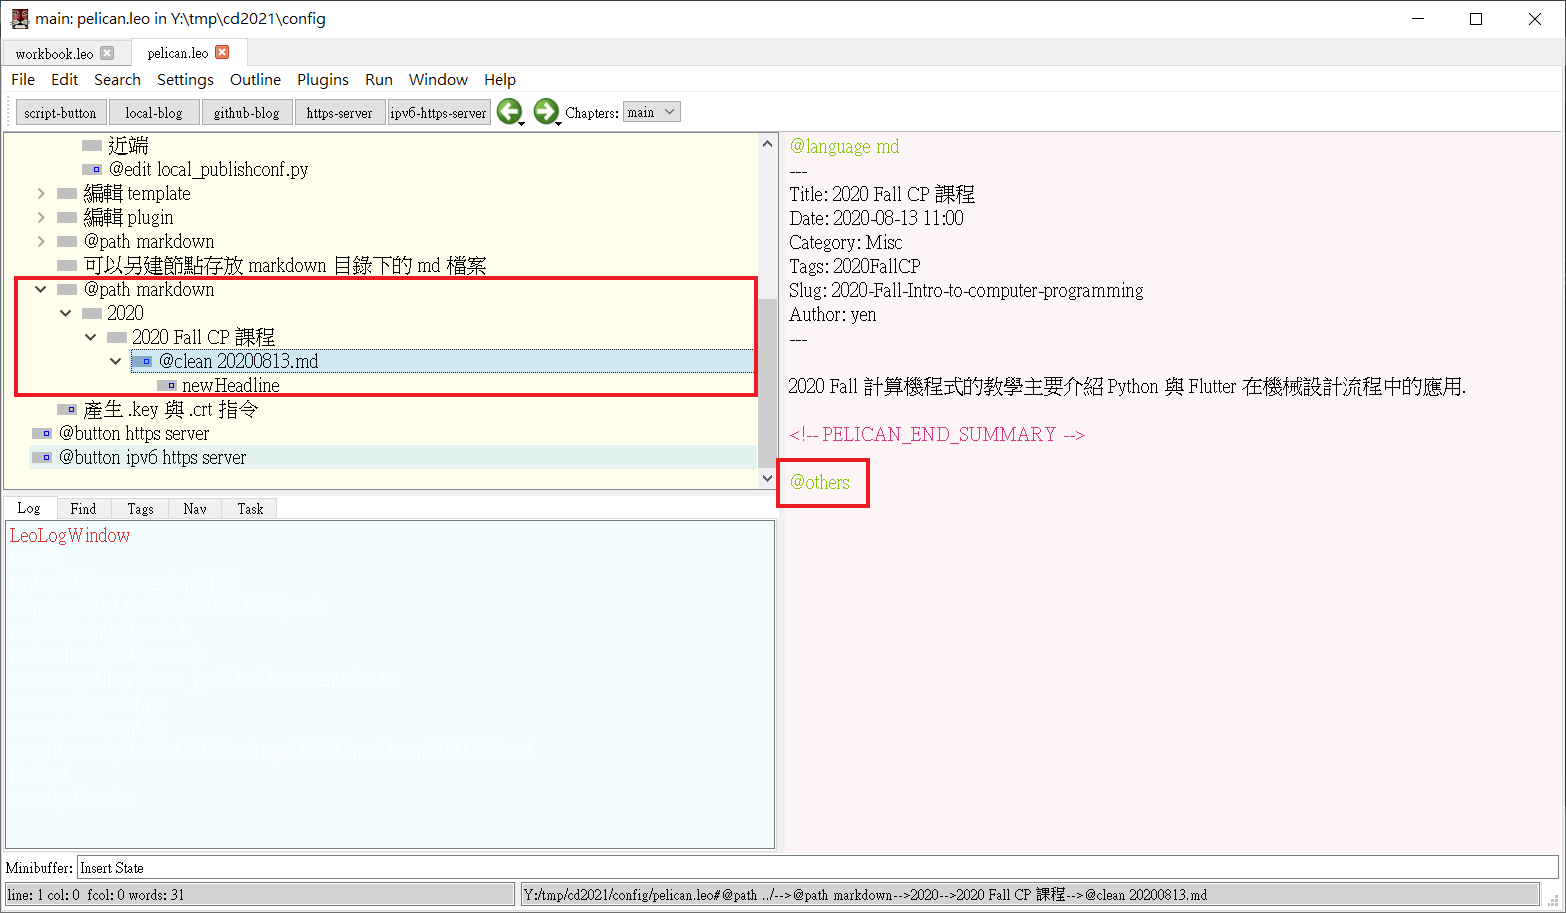 main: pelican.leo in Y:\tmp\cd2021\config
workbook.leo
pelican.leo
File Edit Search Settings Outline Plugins Run Window Help
script-button local-blog github-blog https-server ipv6-https-server Chapters: main
近端
@edit local_publishconf.py
編輯 template
編輯 plugin
@path markdown
可以另建節點存放 markdown 目錄下的 md 檔案
@path markdown
2020
2020 Fall CP 課程
@clean 20200813.md
newHeadline
產生 .key 與 .crt 指令
@button https server
@button ipv6 https server
@language md
---
Title: 2020 Fall CP 課程
Date: 2020-08-13 11:00
Category: Misc
Tags: 2020FallCP
Slug: 2020-Fall-Intro-to-computer-programming
Author: yen
---
2020 Fall 計算機程式的教學主要介紹 Python 與 Flutter 在機械設計流程中的應用.
<!-- PELICAN_END_SUMMARY -->
@others
Log Find Tags Nav Task
LeoLogWindow
Minibuffer: Insert State
line: 1 col: 0 fcol: 0 words: 31
Y:/tmp/cd2021/config/pelican.leo#@path ../-->@path markdown-->2020-->2020 Fall CP 課程-->@clean 20200813.md